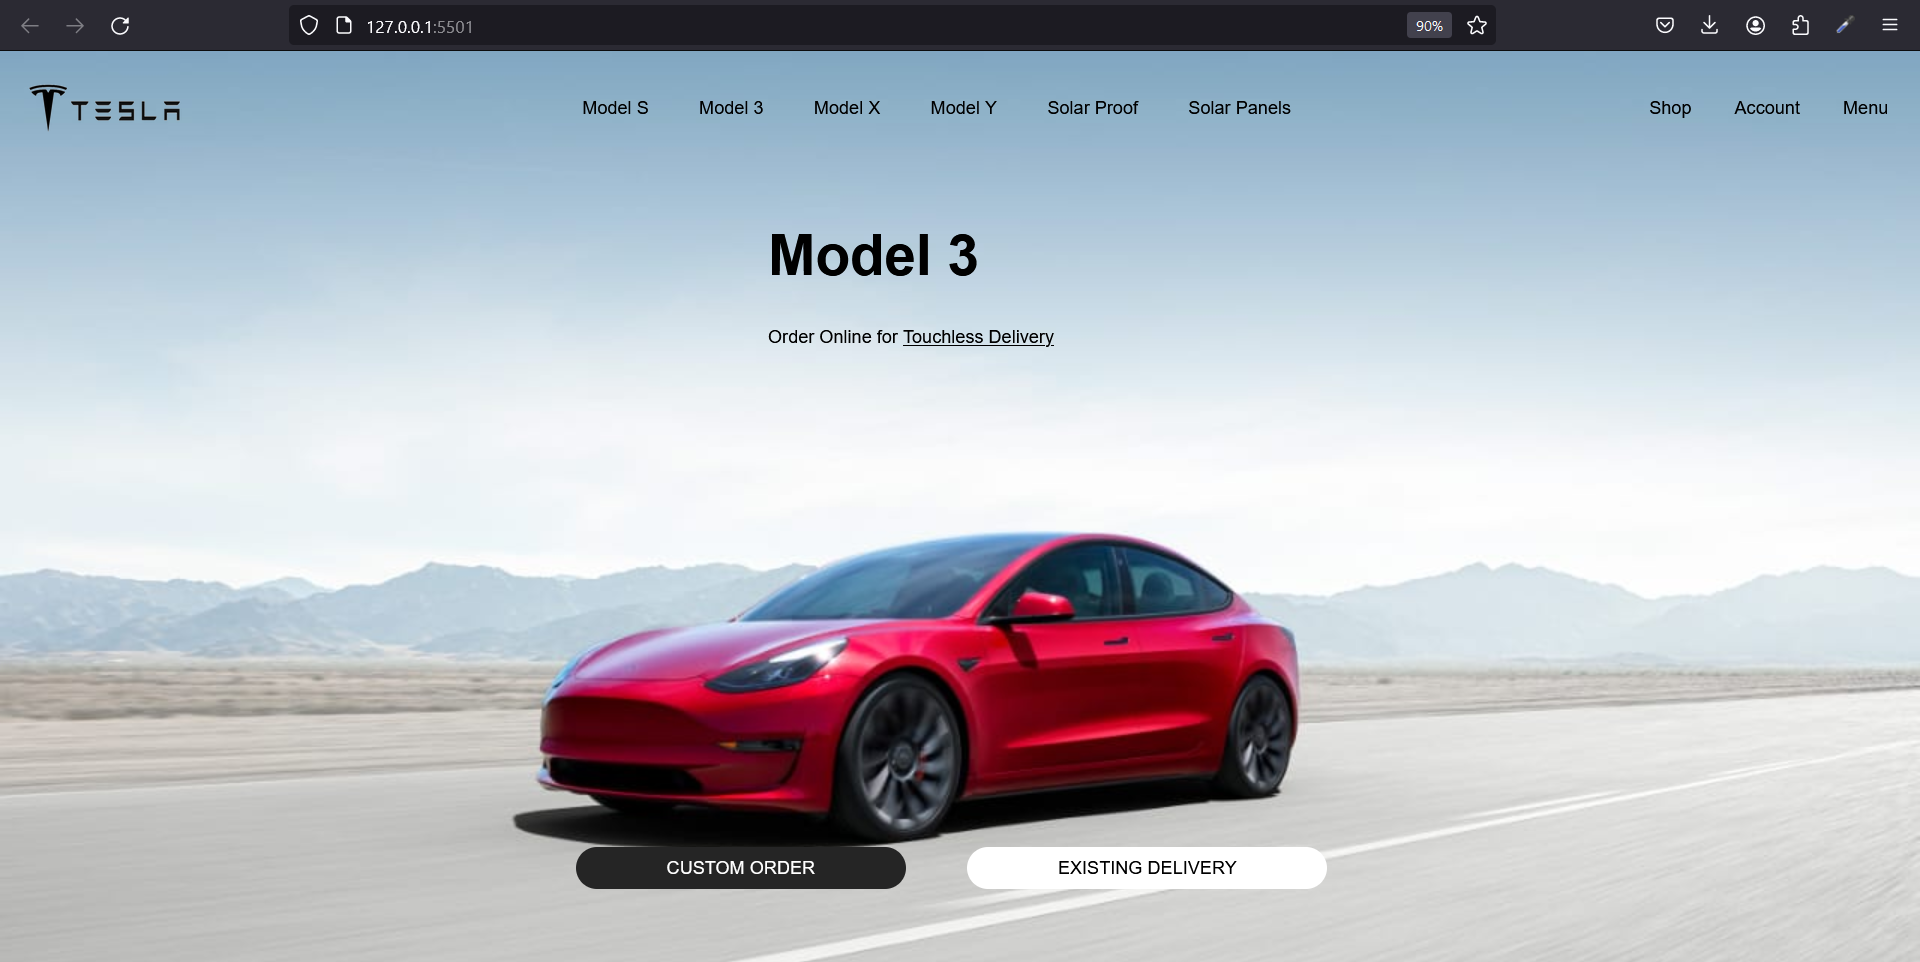 127.0.0.1:5501 90%
TESLA Model S Model 3 Model X Model Y Solar Proof Solar Panels Shop Account Menu
Model 3
Order Online for Touchless Delivery
CUSTOM ORDER EXISTING DELIVERY